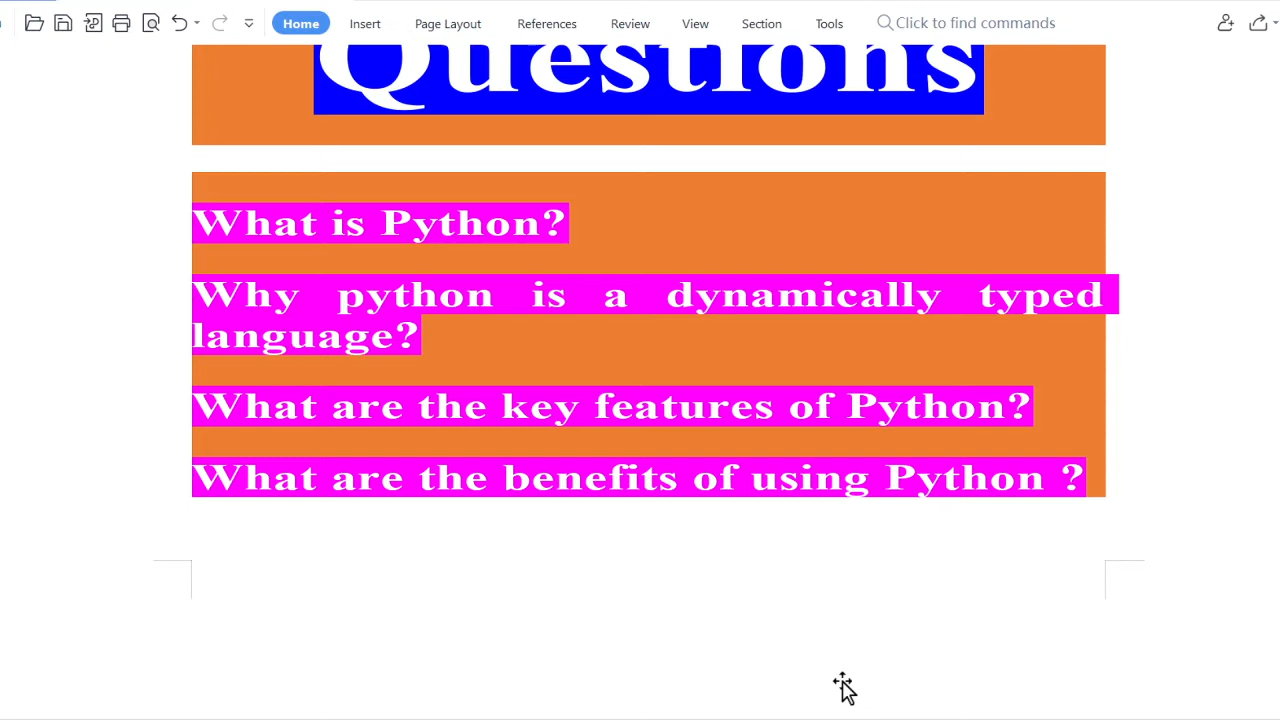 Home Insert Page Layout References Review View Section Tools Click to find commands
Questions
What is Python?
Why python is a dynamically typed
language?
What are the key features of Python?
What are the benefits of using Python ?